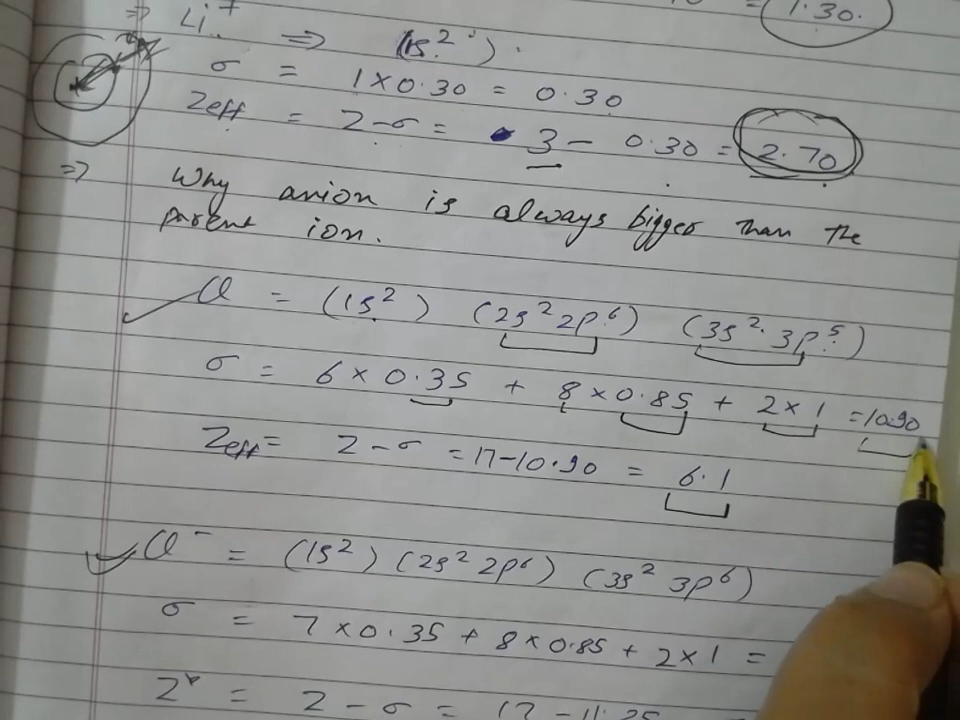 = 1.30.
⇒ Li⁺ ⇒ (1s²).
σ = 1 × 0.30 = 0.30
Zeff = Z - σ = 3 - 0.30 = 2.70
⇒ Why anion is always bigger than the
parent ion.
Cl = (1s²) (2s² 2p⁶) (3s² 3p⁵)
σ = 6 × 0.35 + 8 × 0.85 + 2 × 1 = 10.90
Zeff = Z - σ = 17 - 10.90 = 6.1
Cl⁻ = (1s²) (2s² 2p⁶) (3s² 3p⁶)
σ = 7 × 0.35 + 8 × 0.85 + 2 × 1 =
Z* = Z - σ = 17 - 11.25